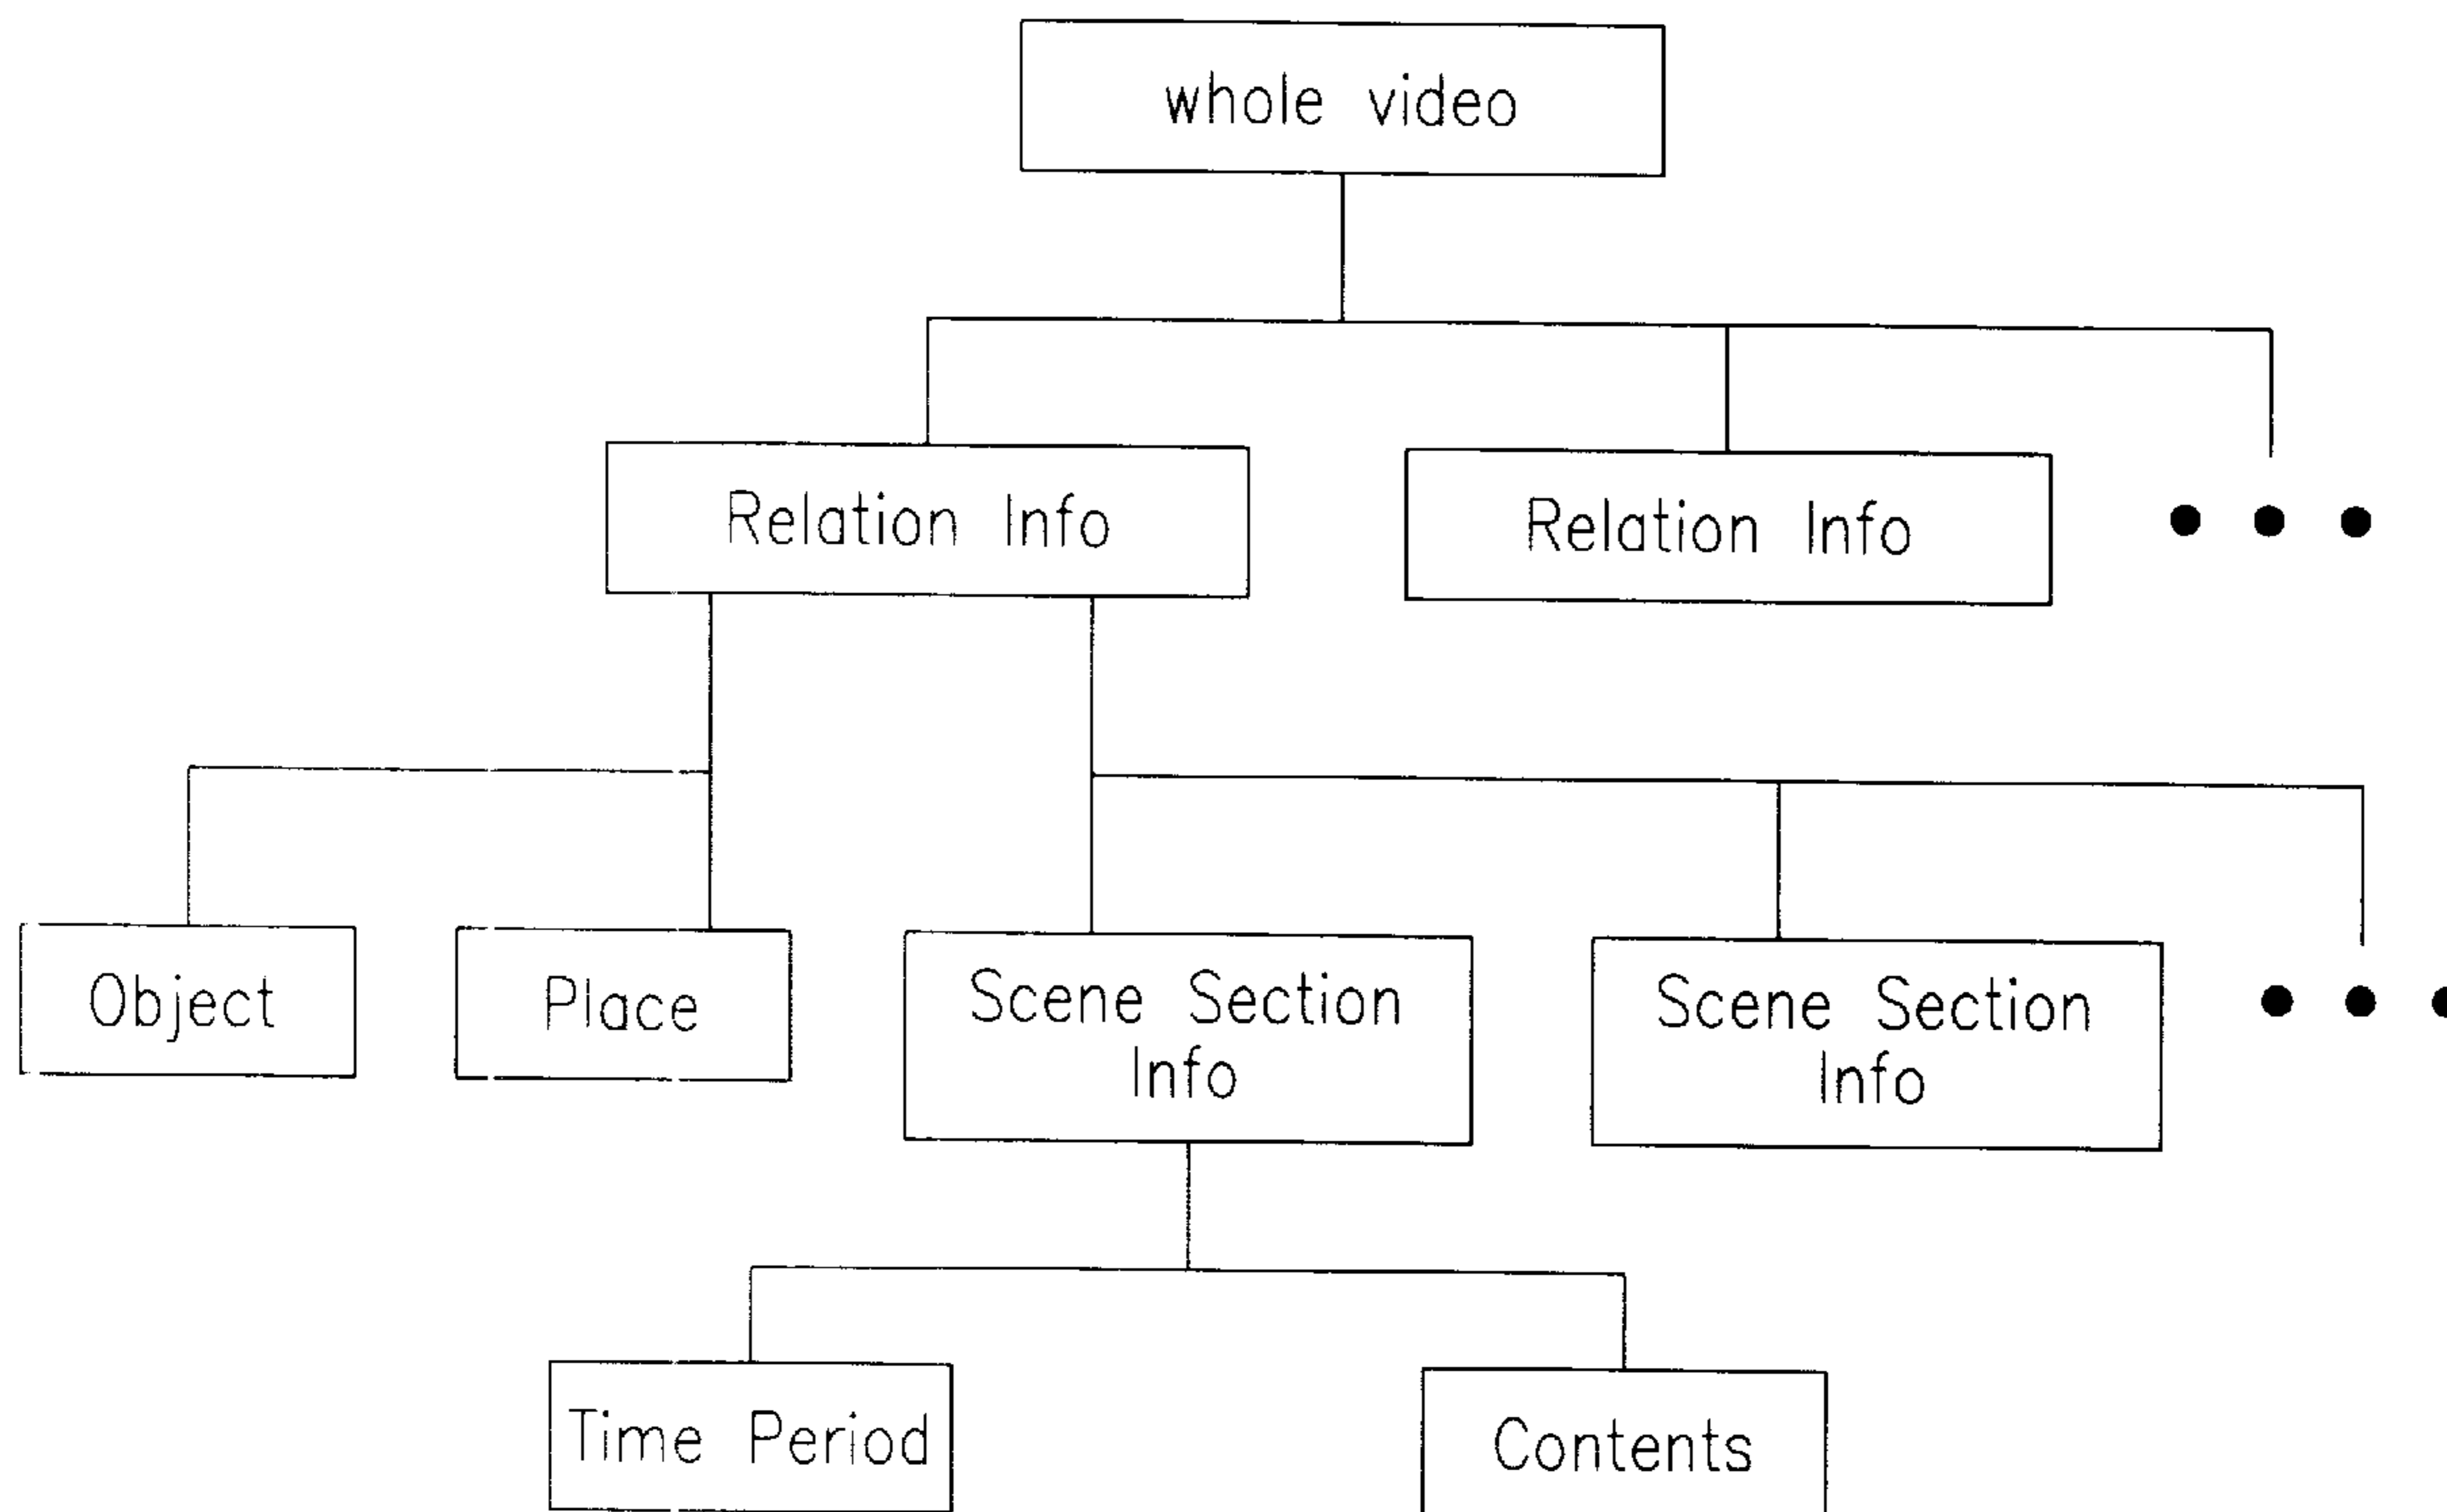 whole video
Relation Info
Relation Info
Object
Place
Scene Section
Info
Scene Section
Info
Time Period
Contents